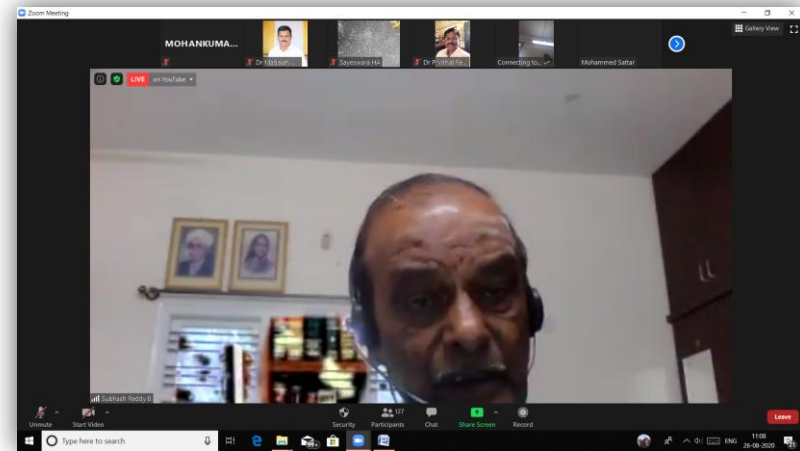 Zoom Meeting
Gallery View
MOHANKUMA...
Sayeswara HA
Connecting to...
Mohammed Sattar
LIVE on YouTube
Subhash Reddy B
Unmute
Start Video
Security
Participants
127
Chat
Share Screen
Record
Leave
Type here to search
99+
ENG
11:08
26-08-2020